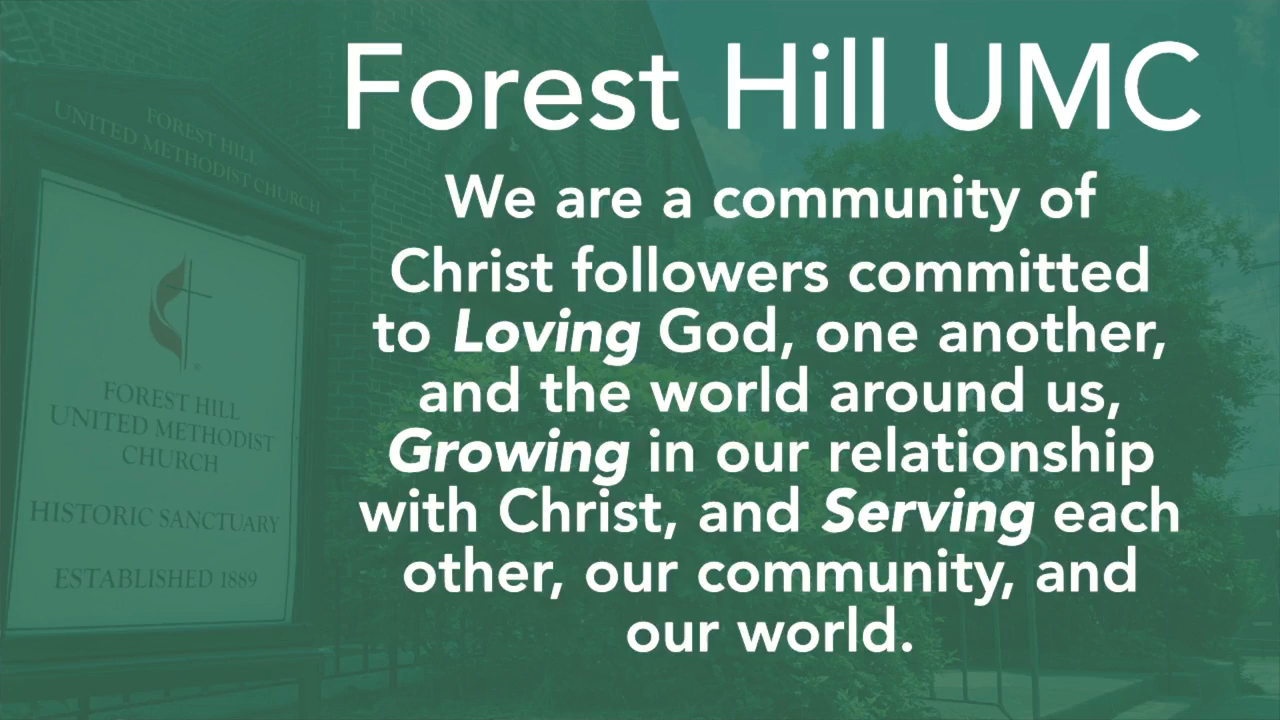 Forest Hill UMC
We are a community of
Christ followers committed
to Loving God, one another,
and the world around us,
Growing in our relationship
with Christ, and Serving each
other, our community, and
our world.
FOREST HILL
UNITED METHODIST CHURCH
FOREST HILL
UNITED METHODIST
CHURCH
HISTORIC SANCTUARY
ESTABLISHED 1889